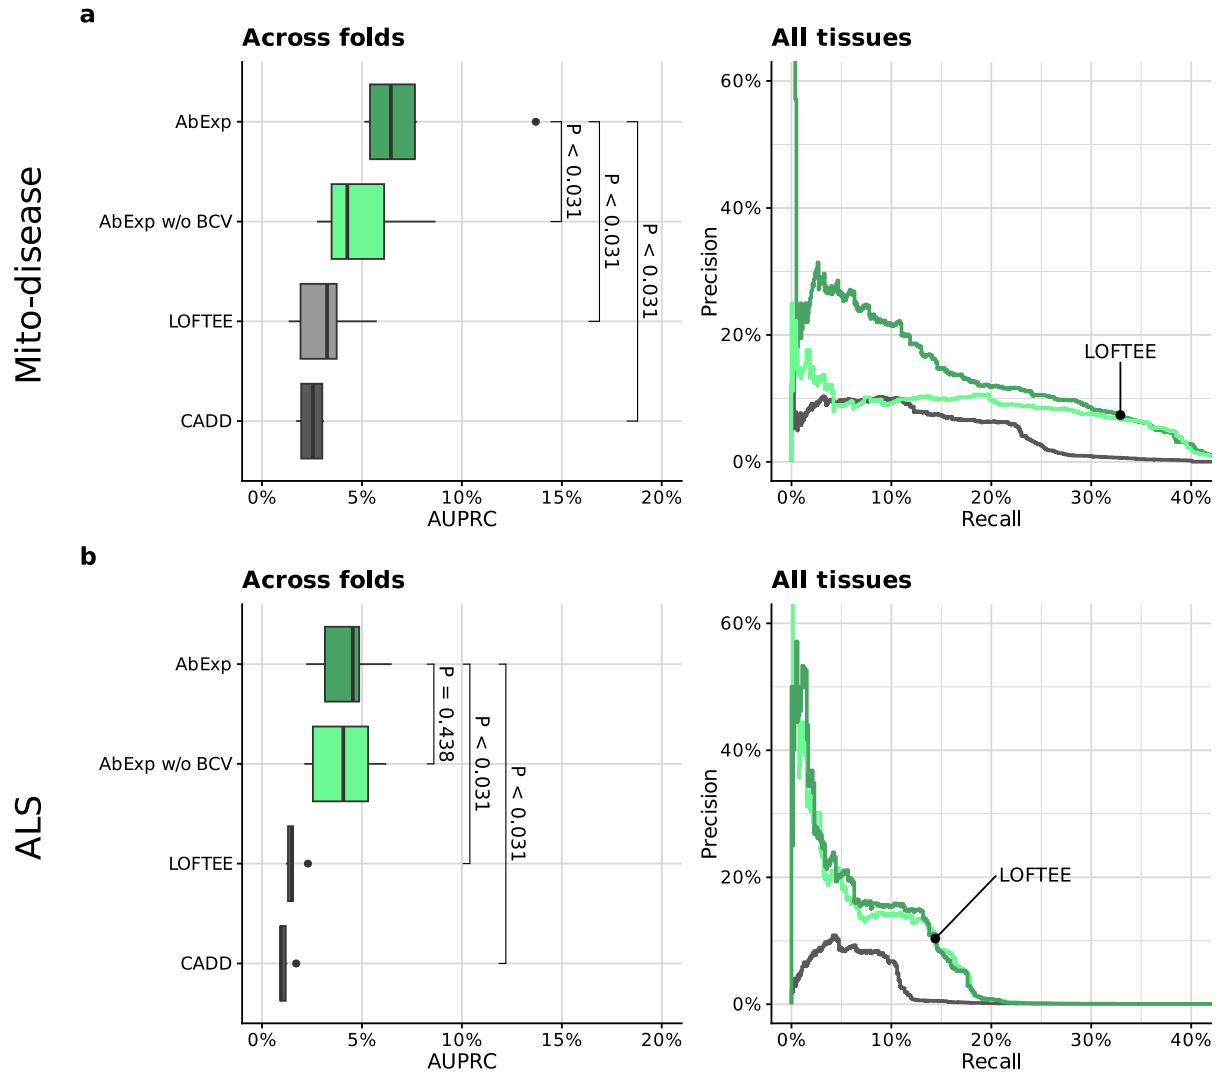 a
Mito-disease
Across folds
AbExp
AbExp w/o BCV
LOFTEE
CADD
P < 0.031
P < 0.031
P < 0.031
0%
5%
10%
15%
20%
AUPRC
All tissues
Precision
60%
40%
20%
0%
LOFTEE
0%
10%
20%
30%
40%
Recall
b
ALS
Across folds
AbExp
AbExp w/o BCV
LOFTEE
CADD
P = 0.438
P < 0.031
P < 0.031
0%
5%
10%
15%
20%
AUPRC
All tissues
Precision
60%
40%
20%
0%
LOFTEE
0%
10%
20%
30%
40%
Recall